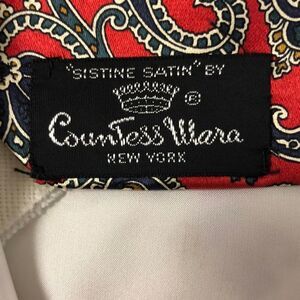 "SISTINE SATIN" BY
®
Countess Mara
NEW YORK